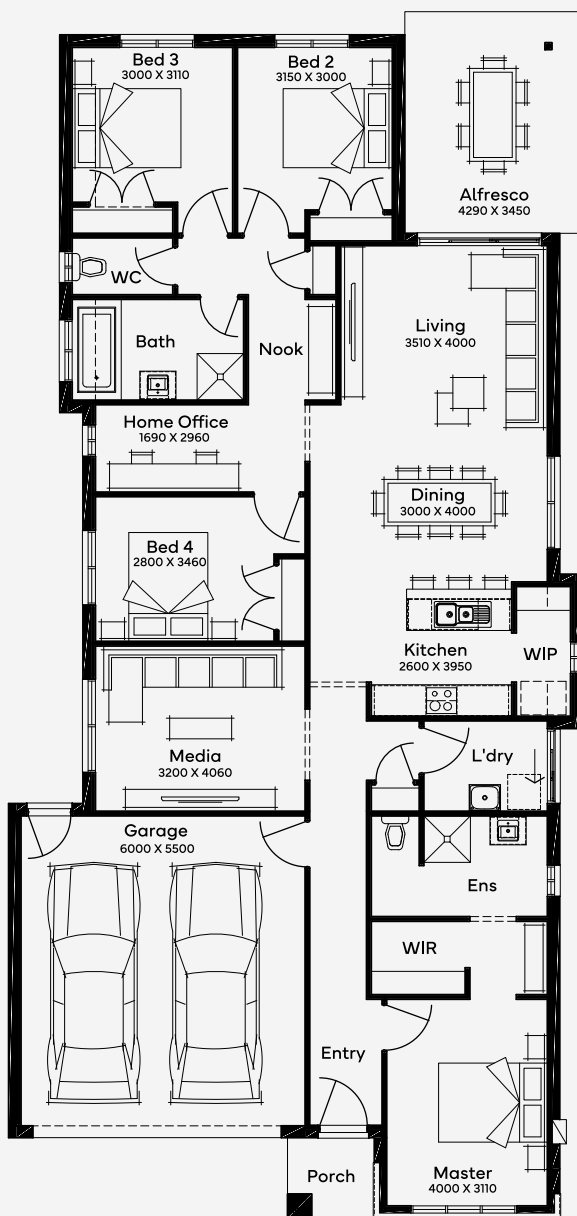 Bed 3
3000 X 3110
Bed 2
3150 X 3000
Alfresco
4290 X 3450
WC
Bath
Nook
Living
3510 X 4000
Home Office
1690 X 2960
Dining
3000 X 4000
Bed 4
2800 X 3460
Kitchen
2600 X 3950
WIP
Media
3200 X 4060
L'dry
Garage
6000 X 5500
Ens
WIR
Entry
Porch
Master
4000 X 3110